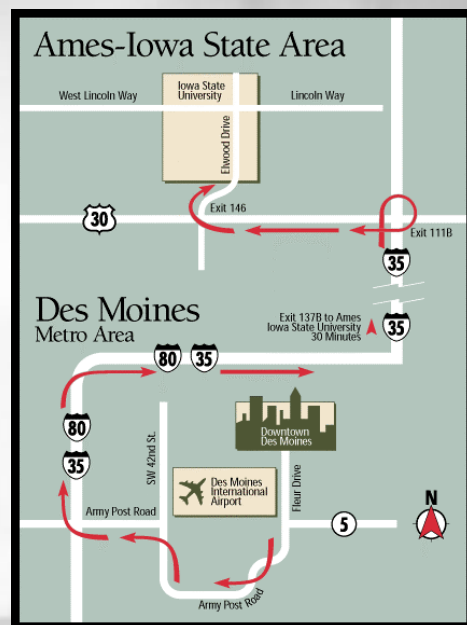 Ames-Iowa State Area
Iowa State
University
West Lincoln Way
Lincoln Way
Elwood Drive
Exit 146
30
Exit 111B
35
Des Moines
Metro Area
Exit 137B to Ames
Iowa State University
30 Minutes
35
80
35
80
35
SW 42nd St.
Downtown
Des Moines
Des Moines
International
Airport
Fleur Drive
Army Post Road
5
N
Army Post Road